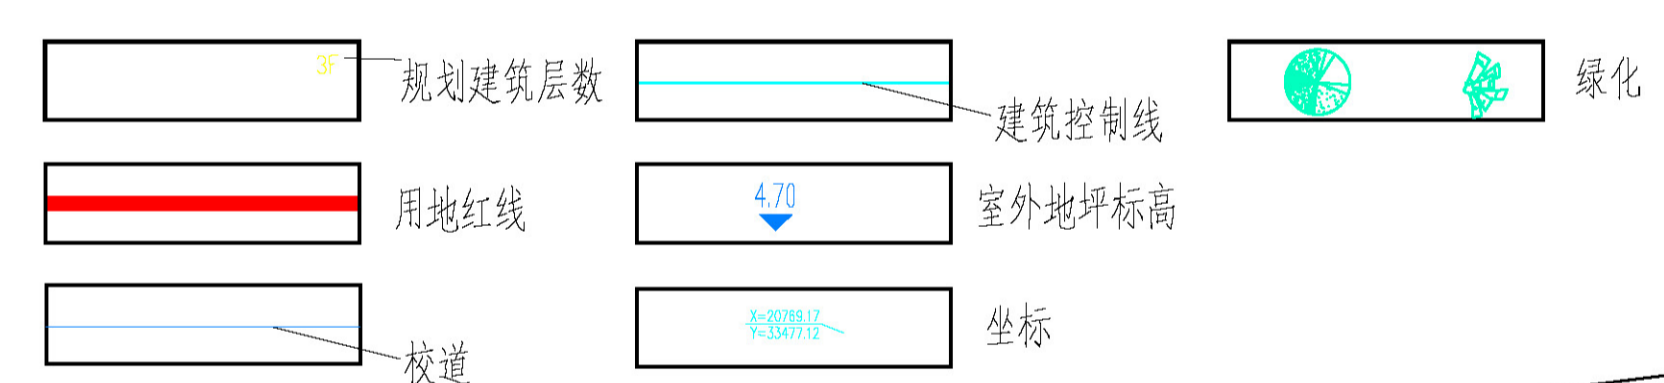 3F
规划建筑层数
建筑控制线
绿化
用地红线
4.70
室外地坪标高
校道
X=20789.17
Y=33477.12
坐标